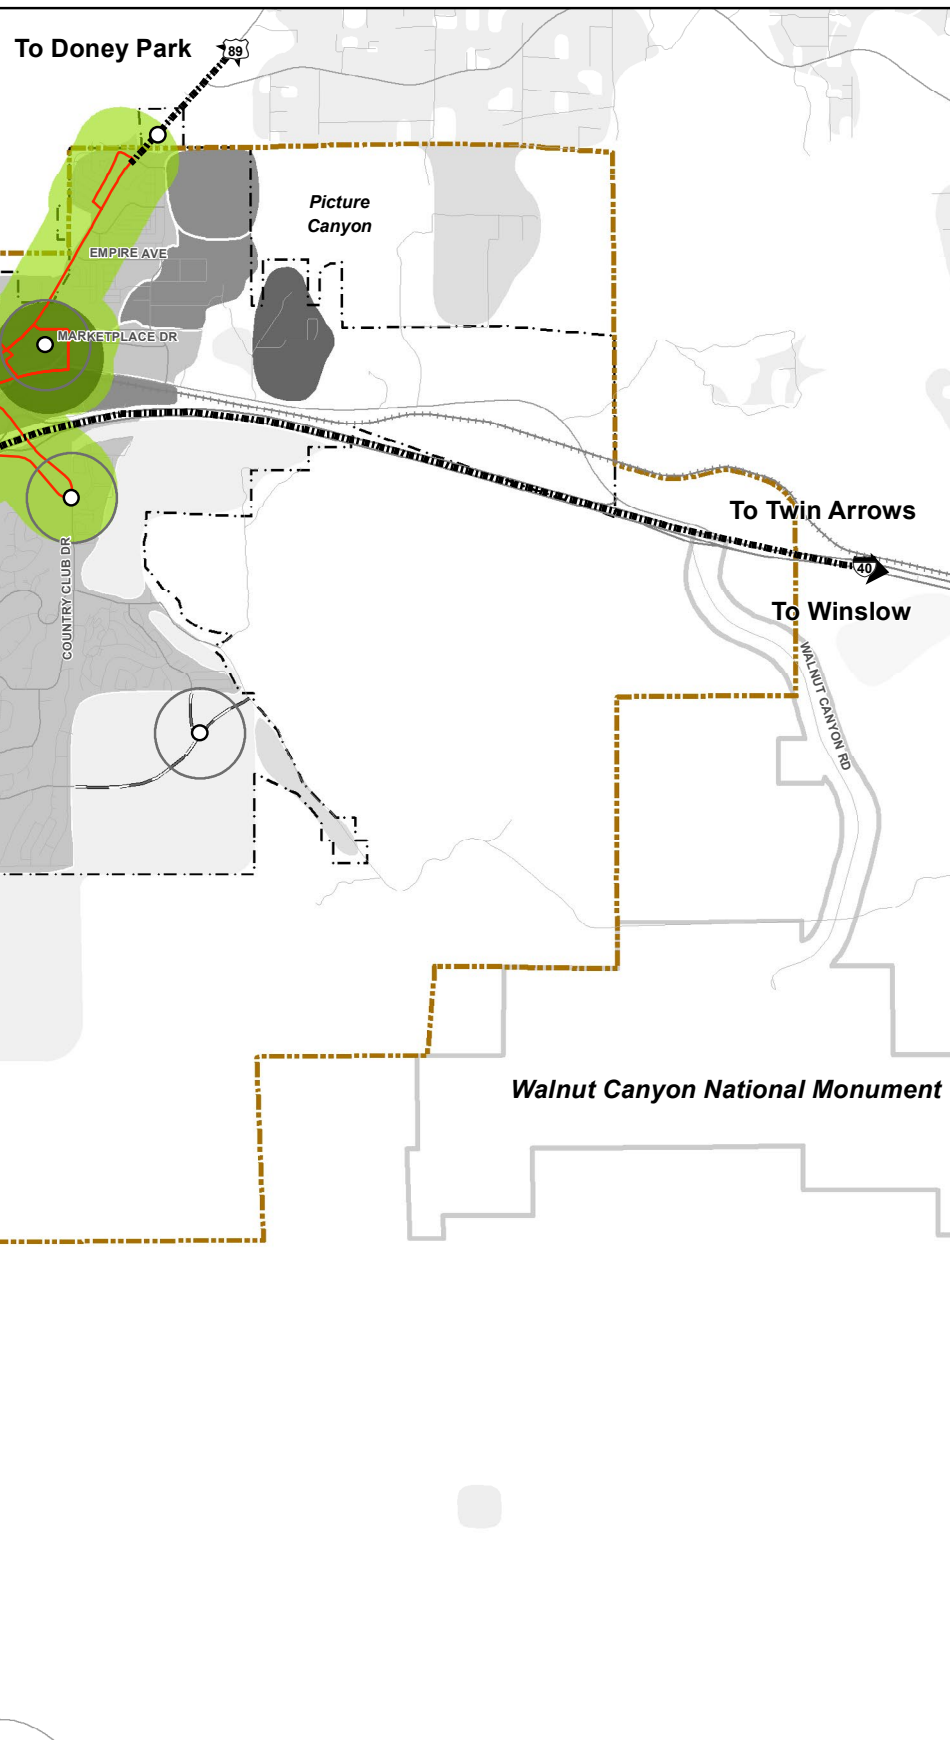 To Doney Park
89
Picture
Canyon
EMPIRE AVE
MARKETPLACE DR
To Twin Arrows
40
To Winslow
COUNTRY CLUB DR
WALNUT CANYON RD
Walnut Canyon National Monument